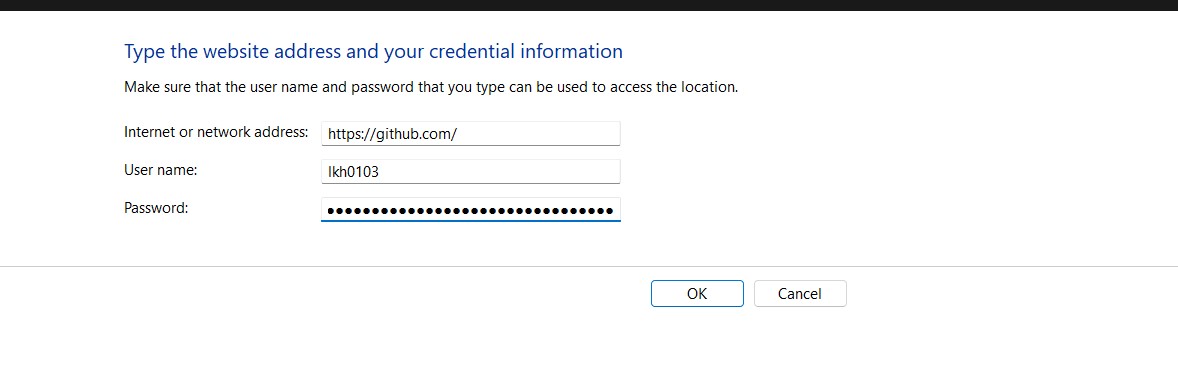 Type the website address and your credential information
Make sure that the user name and password that you type can be used to access the location.
Internet or network address: https://github.com/
User name: lkh0103
Password: ●●●●●●●●●●●●●●●●●●●●●●●●●●●●●●●●
OK Cancel